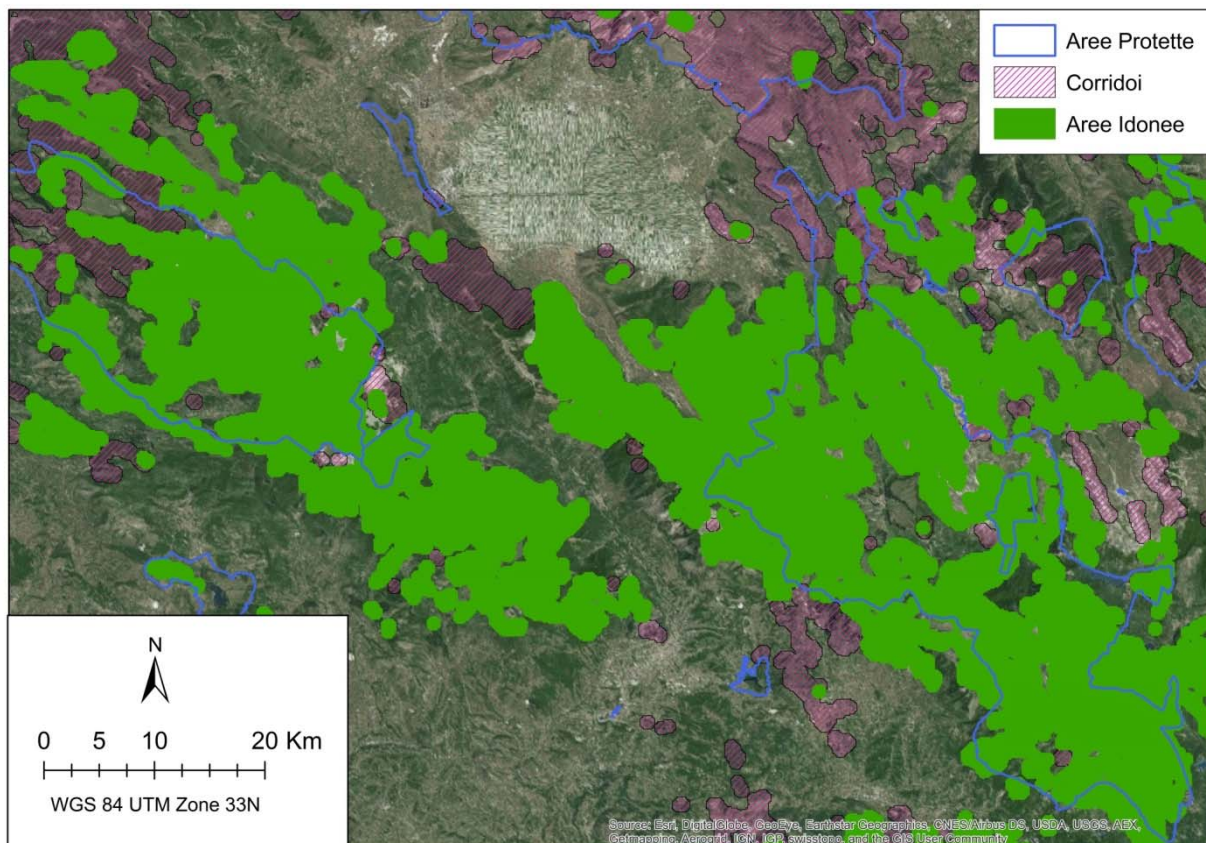 Aree Protette
Corridoi
Aree Idonee
N
0 5 10 20 Km
WGS 84 UTM Zone 33N
Source: Esri, DigitalGlobe, GeoEye, Earthstar Geographics, CNES/Airbus DS, USDA, USGS, AEX,
Getmapping, Aerogrid, IGN, IGP, swisstopo, and the GIS User Community